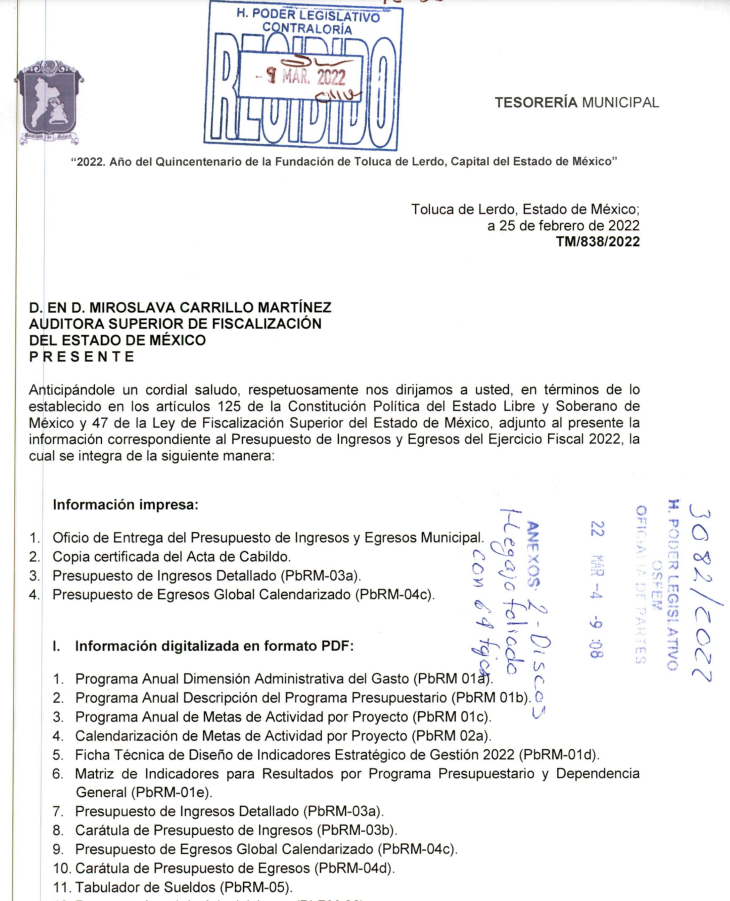 H. PODER LEGISLATIVO
CONTRALORÍA
RECIBIDO
- 9 MAR. 2022
TESORERÍA MUNICIPAL
“2022. Año del Quincentenario de la Fundación de Toluca de Lerdo, Capital del Estado de México”
Toluca de Lerdo, Estado de México;
a 25 de febrero de 2022
TM/838/2022
D. EN D. MIROSLAVA CARRILLO MARTÍNEZ
AUDITORA SUPERIOR DE FISCALIZACIÓN
DEL ESTADO DE MÉXICO
P R E S E N T E
Anticipándole un cordial saludo, respetuosamente nos dirijamos a usted, en términos de lo
establecido en los artículos 125 de la Constitución Política del Estado Libre y Soberano de
México y 47 de la Ley de Fiscalización Superior del Estado de México, adjunto al presente la
información correspondiente al Presupuesto de Ingresos y Egresos del Ejercicio Fiscal 2022, la
cual se integra de la siguiente manera:
Información impresa:
1. Oficio de Entrega del Presupuesto de Ingresos y Egresos Municipal.
2. Copia certificada del Acta de Cabildo.
3. Presupuesto de Ingresos Detallado (PbRM-03a).
4. Presupuesto de Egresos Global Calendarizado (PbRM-04c).
3082/2022
H. PODER LEGISLATIVO
OSFEM
OFICIALIA DE PARTES
22 MAR -4 -9 :08
ANEXOS: 2 - Discos
1 legajo foliado
con 69 fojas
I. Información digitalizada en formato PDF:
1. Programa Anual Dimensión Administrativa del Gasto (PbRM 01a).
2. Programa Anual Descripción del Programa Presupuestario (PbRM 01b).
3. Programa Anual de Metas de Actividad por Proyecto (PbRM 01c).
4. Calendarización de Metas de Actividad por Proyecto (PbRM 02a).
5. Ficha Técnica de Diseño de Indicadores Estratégico de Gestión 2022 (PbRM-01d).
6. Matriz de Indicadores para Resultados por Programa Presupuestario y Dependencia
General (PbRM-01e).
7. Presupuesto de Ingresos Detallado (PbRM-03a).
8. Carátula de Presupuesto de Ingresos (PbRM-03b).
9. Presupuesto de Egresos Global Calendarizado (PbRM-04c).
10. Carátula de Presupuesto de Egresos (PbRM-04d).
11. Tabulador de Sueldos (PbRM-05).